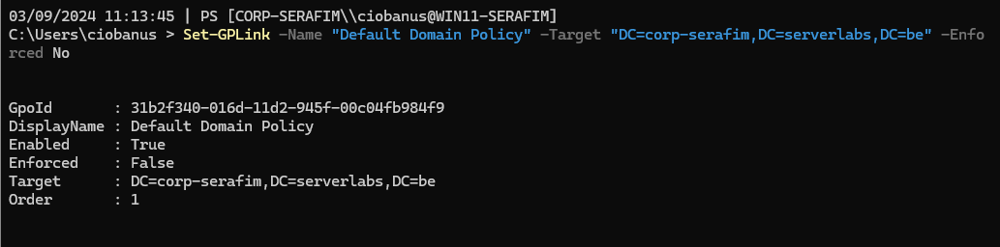 03/09/2024 11:13:45 | PS [CORP-SERAFIM\\ciobanus@WIN11-SERAFIM]
C:\Users\ciobanus > Set-GPLink -Name "Default Domain Policy" -Target "DC=corp-serafim,DC=serverlabs,DC=be" -Enfo
rced No
GpoId       : 31b2f340-016d-11d2-945f-00c04fb984f9
DisplayName : Default Domain Policy
Enabled     : True
Enforced    : False
Target      : DC=corp-serafim,DC=serverlabs,DC=be
Order       : 1